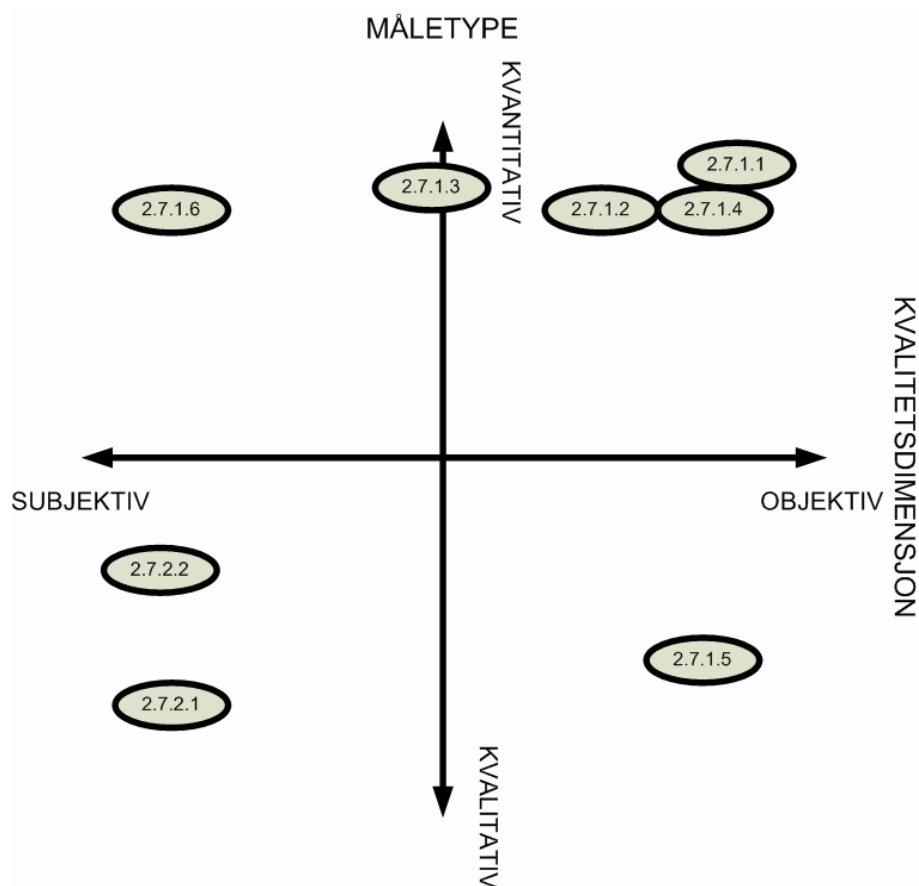 MÅLETYPE
KVANTITATIV
2.7.1.1
2.7.1.6
2.7.1.3
2.7.1.2
2.7.1.4
KVALITETSDIMENSJON
SUBJEKTIV
OBJEKTIV
2.7.2.2
2.7.1.5
2.7.2.1
KVALITATIV